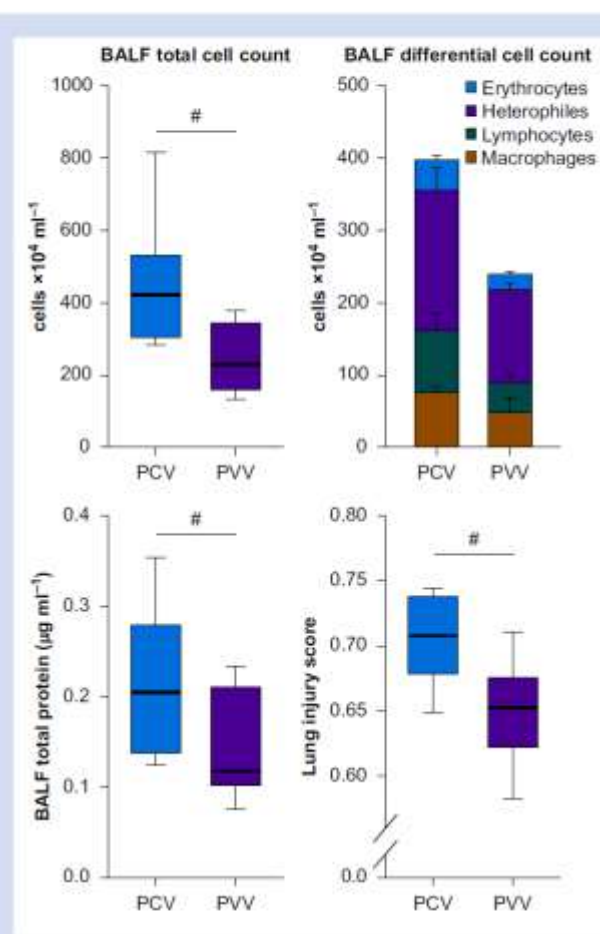 BALF total cell count
1000
800
600
400
200
0
cells ×10⁴ ml⁻¹
#
PCV
PVV
BALF differential cell count
500
400
300
200
100
0
cells ×10⁴ ml⁻¹
Erythrocytes
Heterophiles
Lymphocytes
Macrophages
PCV
PVV
0.4
0.3
0.2
0.1
0.0
BALF total protein (μg ml⁻¹)
#
PCV
PVV
0.80
0.75
0.70
0.65
0.60
0.0
Lung injury score
#
PCV
PVV